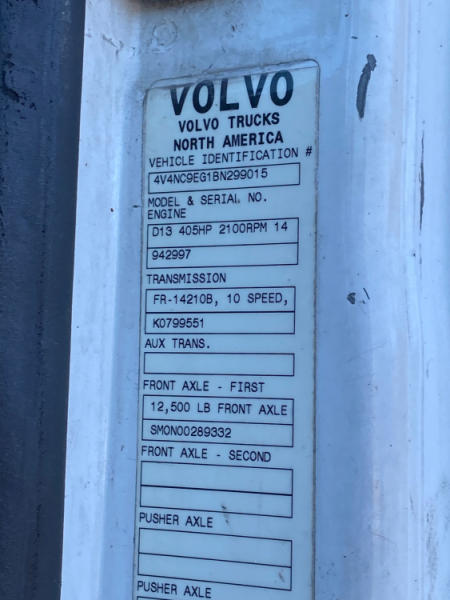 VOLVO
VOLVO TRUCKS
NORTH AMERICA
VEHICLE IDENTIFICATION #
4V4NC9EG1BN299015
MODEL & SERIAL NO.
ENGINE
D13 405HP 2100RPM 14
942997
TRANSMISSION
FR-14210B, 10 SPEED,
K0799551
AUX TRANS.
FRONT AXLE - FIRST
12,500 LB FRONT AXLE
SMON00289332
FRONT AXLE - SECOND
PUSHER AXLE
PUSHER AXLE